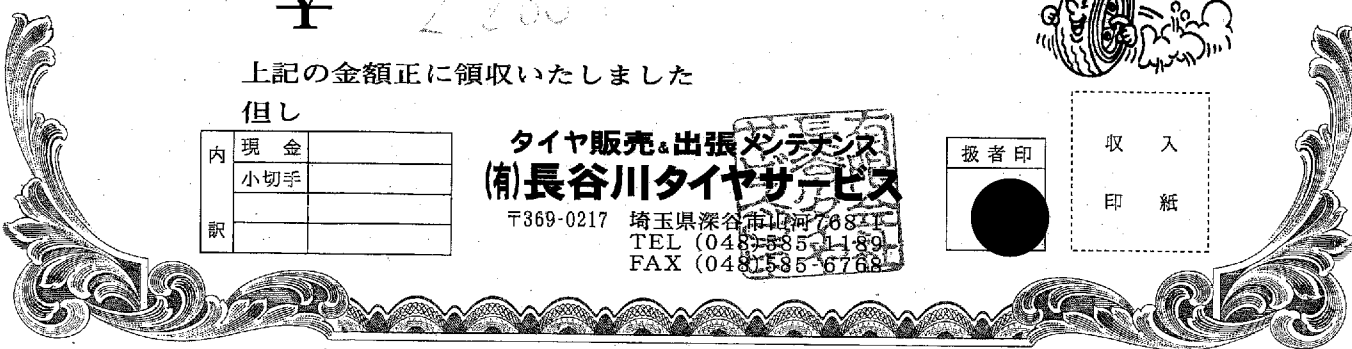 ¥ 2,200
上記の金額正に領収いたしました
但し
内訳
現金
小切手
タイヤ販売&出張メンテナンス
(有)長谷川タイヤサービス
〒369-0217 埼玉県深谷市山河768-1
TEL (048)585-1189
FAX (048)585-6768
扱者印
収入
印紙